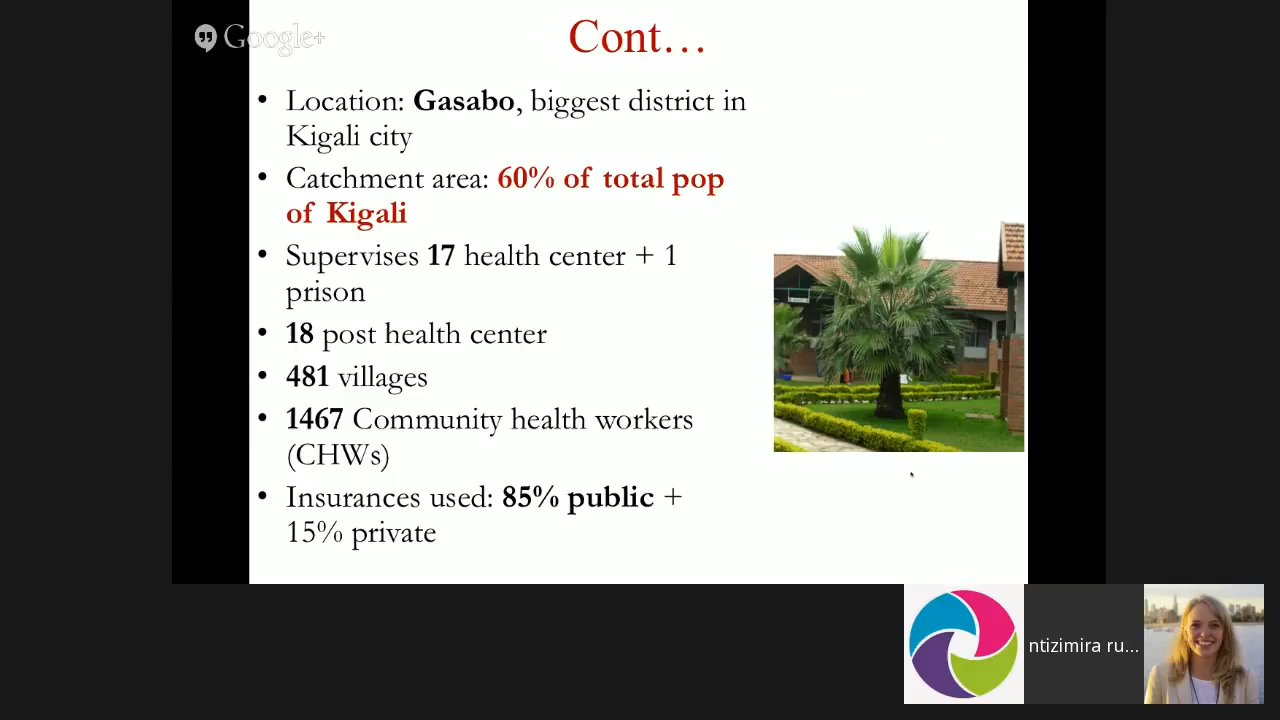 Google+
Cont…
• Location: Gasabo, biggest district in
Kigali city
• Catchment area: 60% of total pop
of Kigali
• Supervises 17 health center + 1
prison
• 18 post health center
• 481 villages
• 1467 Community health workers
(CHWs)
• Insurances used: 85% public +
15% private
ntizimira ru...